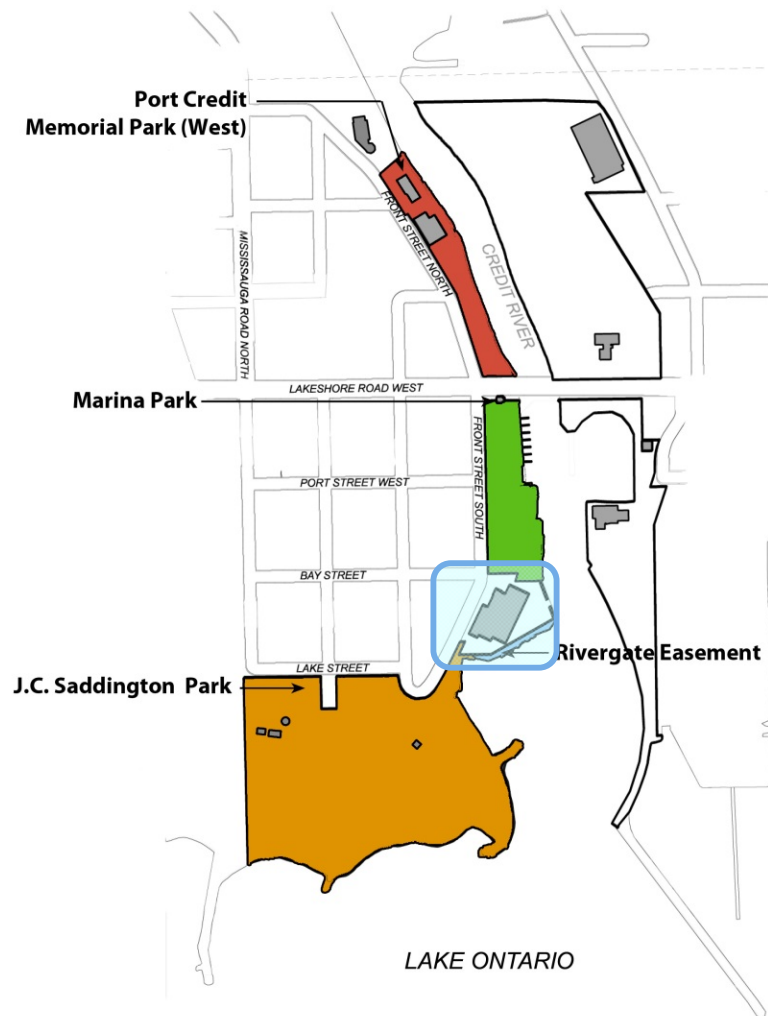 Port Credit
Memorial Park (West)
FRONT STREET NORTH
MISSISSAUGA ROAD NORTH
CREDIT RIVER
LAKESHORE ROAD WEST
Marina Park
FRONT STREET SOUTH
PORT STREET WEST
BAY STREET
Rivergate Easement
LAKE STREET
J.C. Saddington Park
LAKE ONTARIO